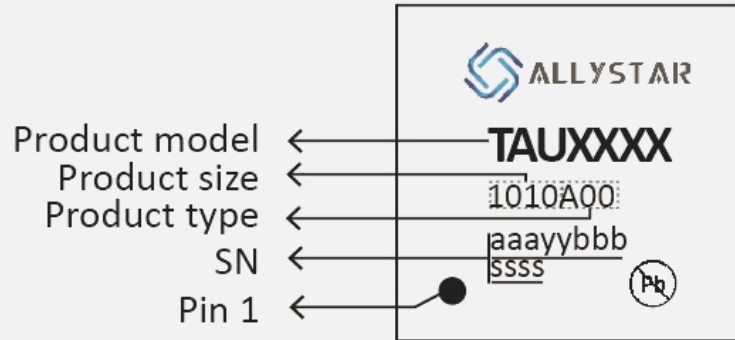 ALLYSTAR
Product model TAUXXXX
Product size 1010A00
Product type
SN aaayybbb
ssss
Pin 1
Pb